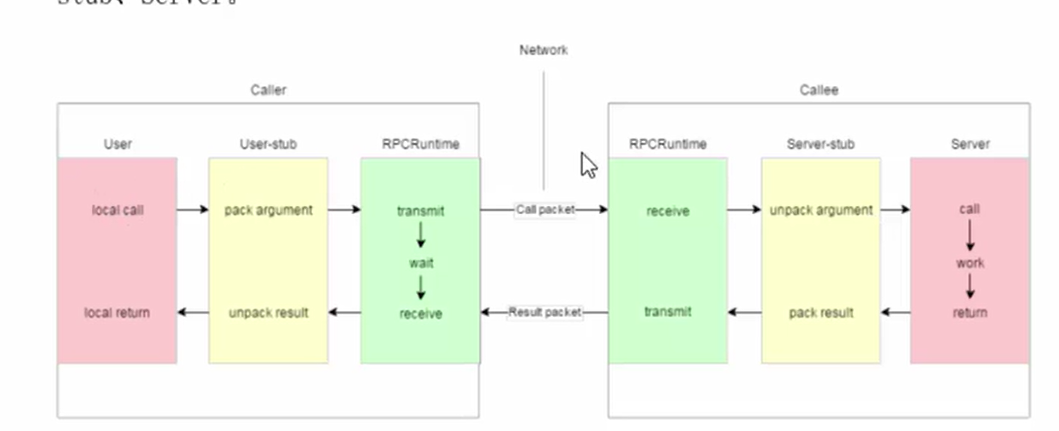 stub、Server。
Network
Caller
Callee
User
User-stub
RPCRuntime
RPCRuntime
Server-stub
Server
local call
pack argument
transmit
Call packet
receive
unpack argument
call
wait
work
local return
unpack result
receive
Result packet
transmit
pack result
return